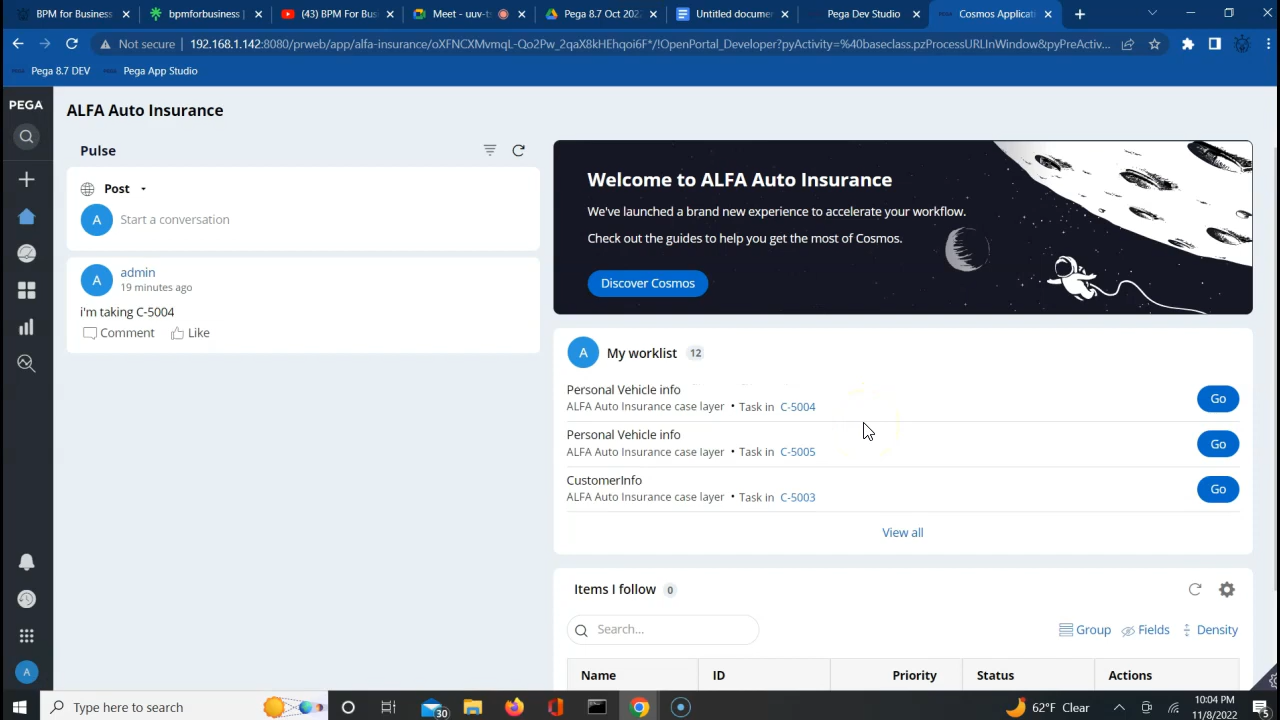 BPM for Business
bpmforbusiness |
(43) BPM For Bus
Meet - uuv-ts
Pega 8.7 Oct 202
Untitled docume
Pega Dev Studio
Cosmos Applicati
Not secure
192.168.1.142:8080/prweb/app/alfa-insurance/oXFNCXMvmqL-Qo2Pw_2qaX8kHEhqoi6F*/!OpenPortal_Developer?pyActivity=%40baseclass.pzProcessURLInWindow&pyPreActiv...
Pega 8.7 DEV
Pega App Studio
PEGA
ALFA Auto Insurance
Pulse
Post
A
Start a conversation
A
admin
19 minutes ago
i'm taking C-5004
Comment
Like
Welcome to ALFA Auto Insurance
We've launched a brand new experience to accelerate your workflow.
Check out the guides to help you get the most of Cosmos.
Discover Cosmos
A
My worklist 12
Personal Vehicle info
ALFA Auto Insurance case layer • Task in C-5004
Go
Personal Vehicle info
ALFA Auto Insurance case layer • Task in C-5005
Go
CustomerInfo
ALFA Auto Insurance case layer • Task in C-5003
Go
View all
Items I follow 0
Search...
Group
Fields
Density
Name
ID
Priority
Status
Actions
A
Type here to search
30
62°F Clear
10:04 PM
11/8/2022
5